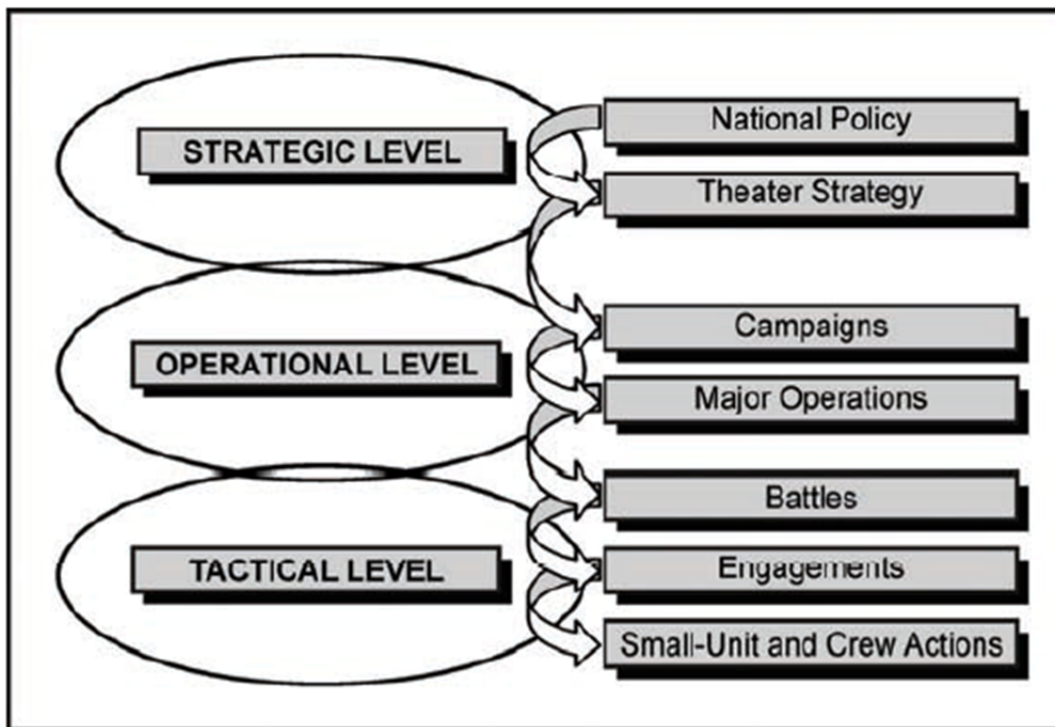 STRATEGIC LEVEL
National Policy
Theater Strategy
OPERATIONAL LEVEL
Campaigns
Major Operations
TACTICAL LEVEL
Battles
Engagements
Small-Unit and Crew Actions